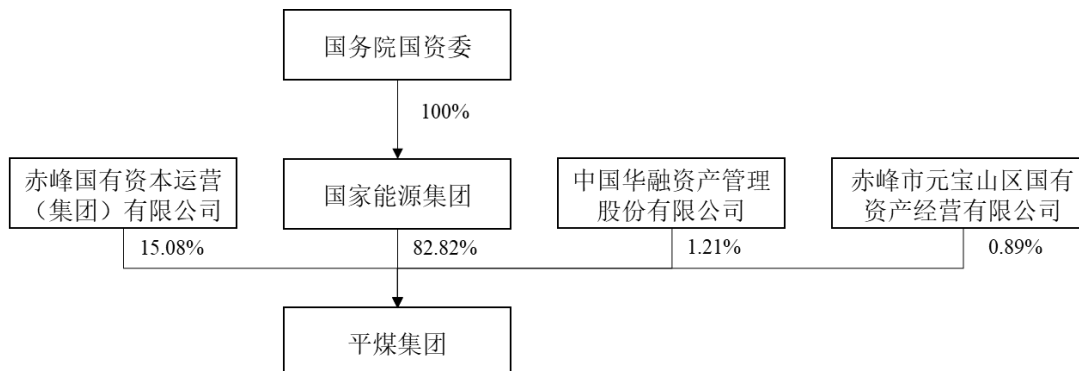 国务院国资委
100%
赤峰国有资本运营
（集团）有限公司
国家能源集团
中国华融资产管理
股份有限公司
赤峰市元宝山区国有
资产经营有限公司
15.08%
82.82%
1.21%
0.89%
平煤集团